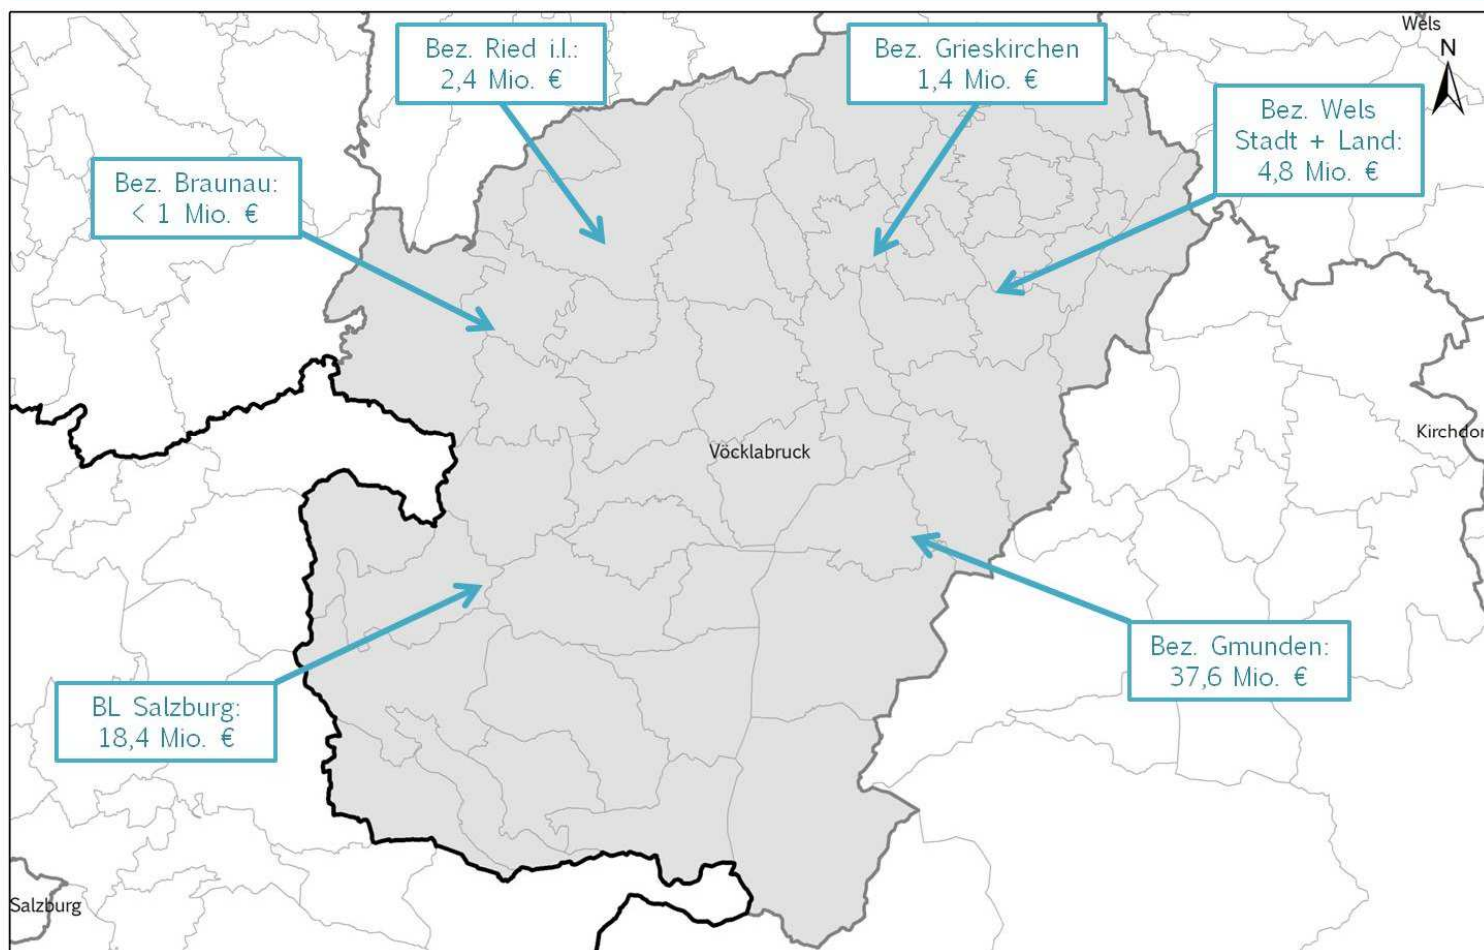 Wels
N
Bez. Ried i.I.:
2,4 Mio. €
Bez. Grieskirchen
1,4 Mio. €
Bez. Wels
Stadt + Land:
4,8 Mio. €
Bez. Braunau:
< 1 Mio. €
Vöcklabruck
Kirchdor
Bez. Gmunden:
37,6 Mio. €
BL Salzburg:
18,4 Mio. €
Salzburg